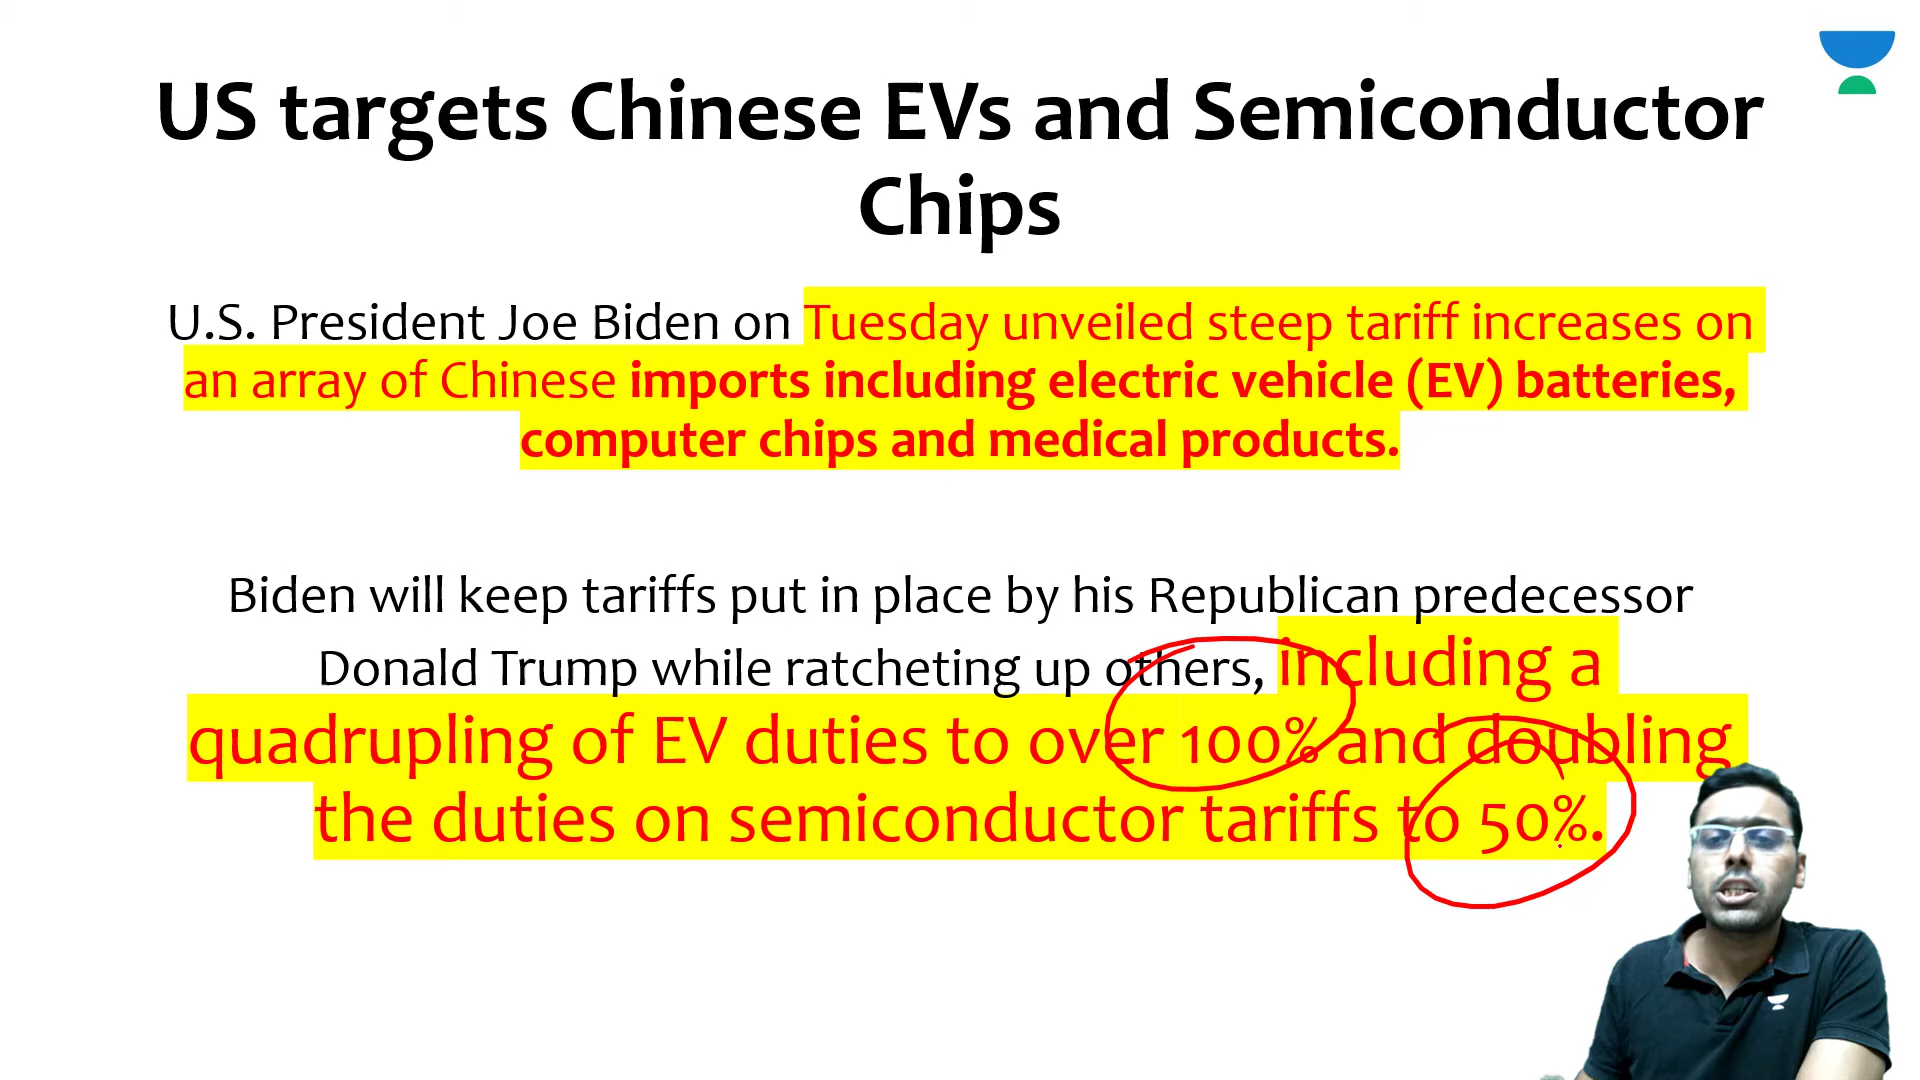 US targets Chinese EVs and Semiconductor
Chips
U.S. President Joe Biden on Tuesday unveiled steep tariff increases on
an array of Chinese imports including electric vehicle (EV) batteries,
computer chips and medical products.
Biden will keep tariffs put in place by his Republican predecessor
Donald Trump while ratcheting up others, including a
quadrupling of EV duties to over 100% and doubling
the duties on semiconductor tariffs to 50%.